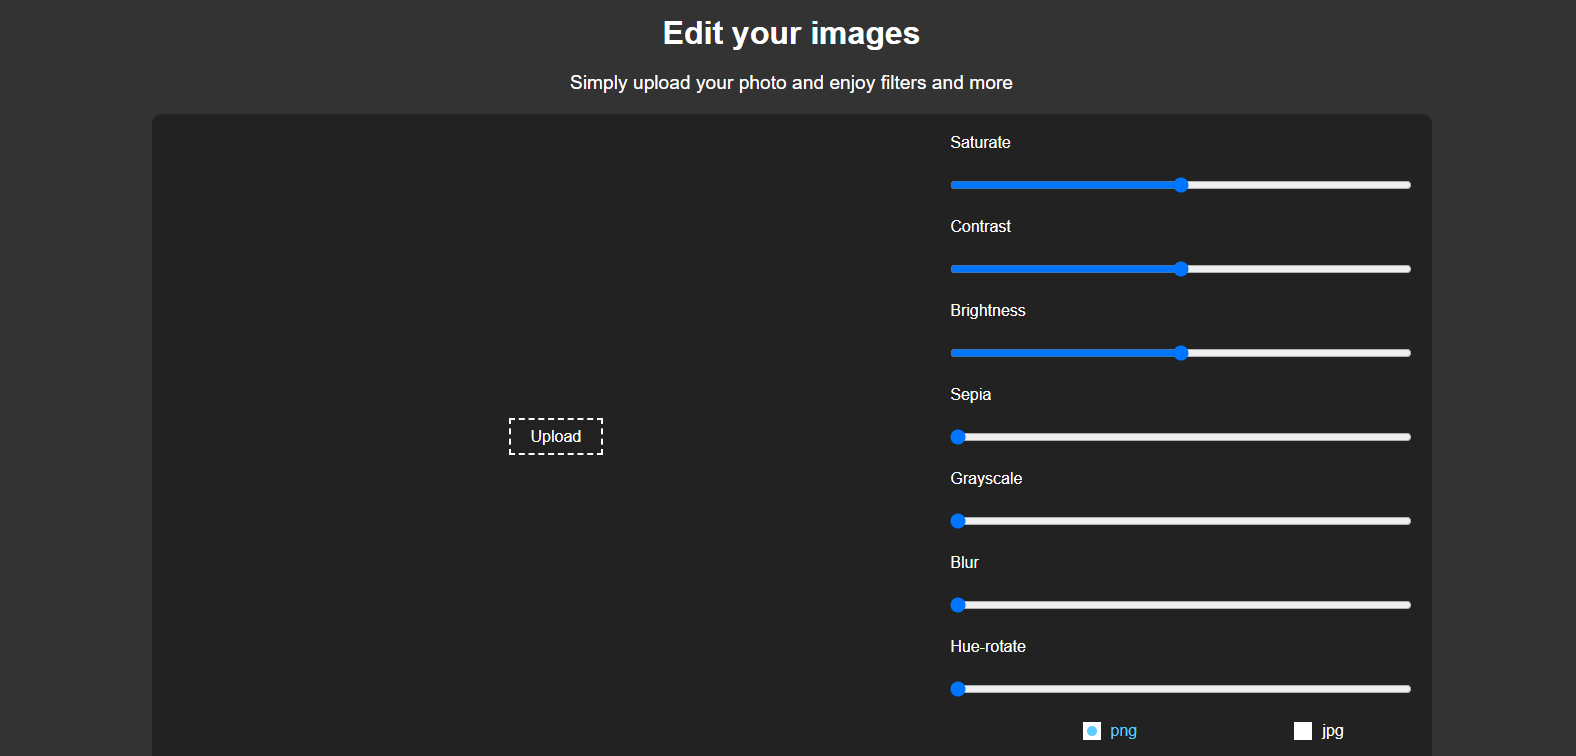 Edit your images
Simply upload your photo and enjoy filters and more
Saturate
Contrast
Brightness
Sepia
Upload
Grayscale
Blur
Hue-rotate
png
jpg